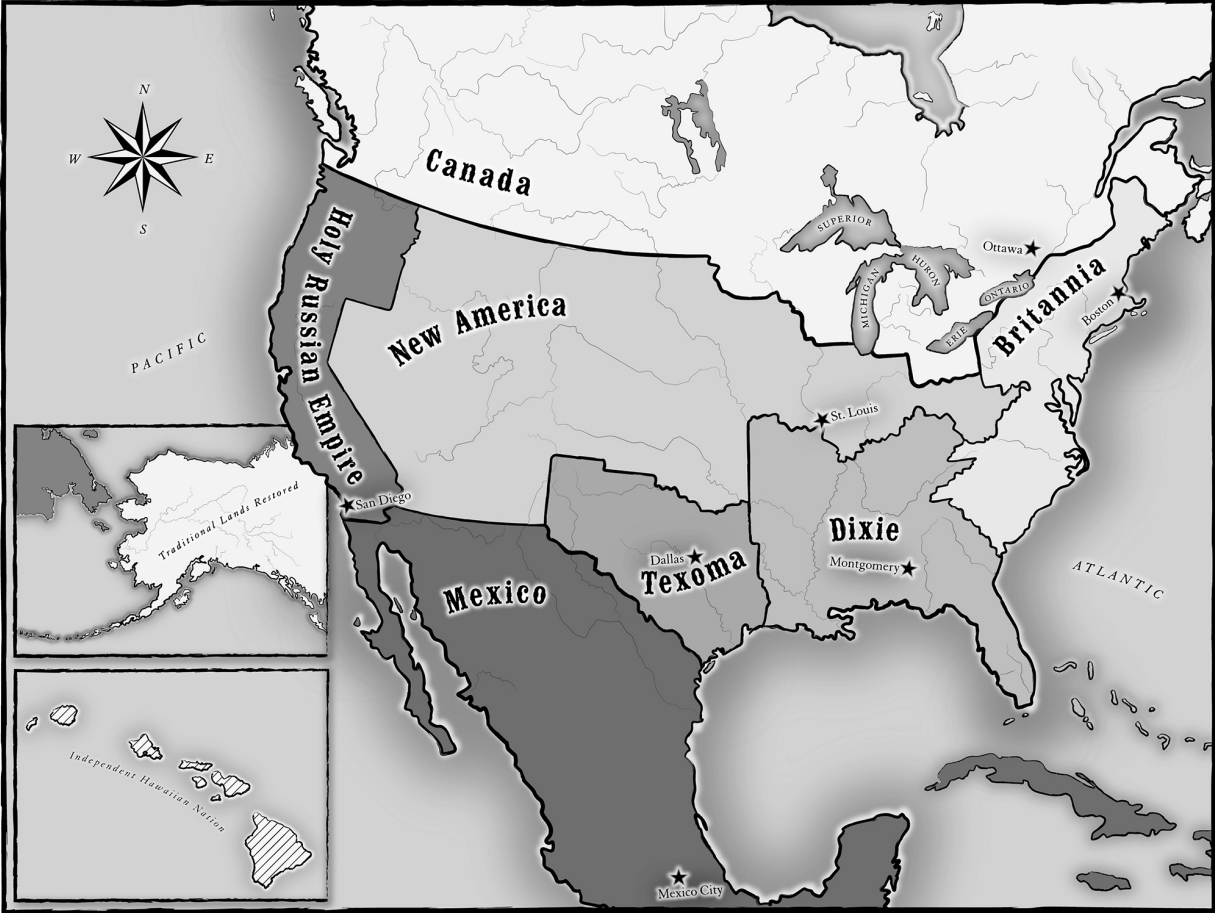 N
W
E
S
Canada
SUPERIOR
MICHIGAN
HURON
ONTARIO
ERIE
Ottawa
Britannia
Boston
Holy Russian Empire
New America
PACIFIC
St. Louis
San Diego
Traditional Lands Restored
Dixie
Montgomery
Dallas
Texoma
Mexico
ATLANTIC
Independent Hawaiian Nation
Mexico City